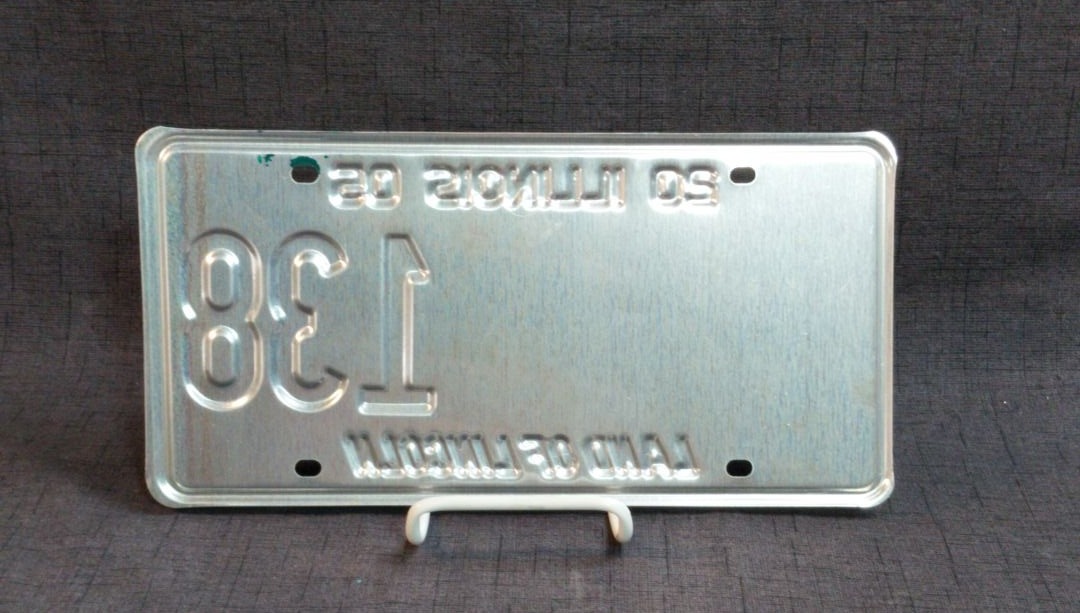 20 ILLINOIS 05
138
LAND OF LINCOLN